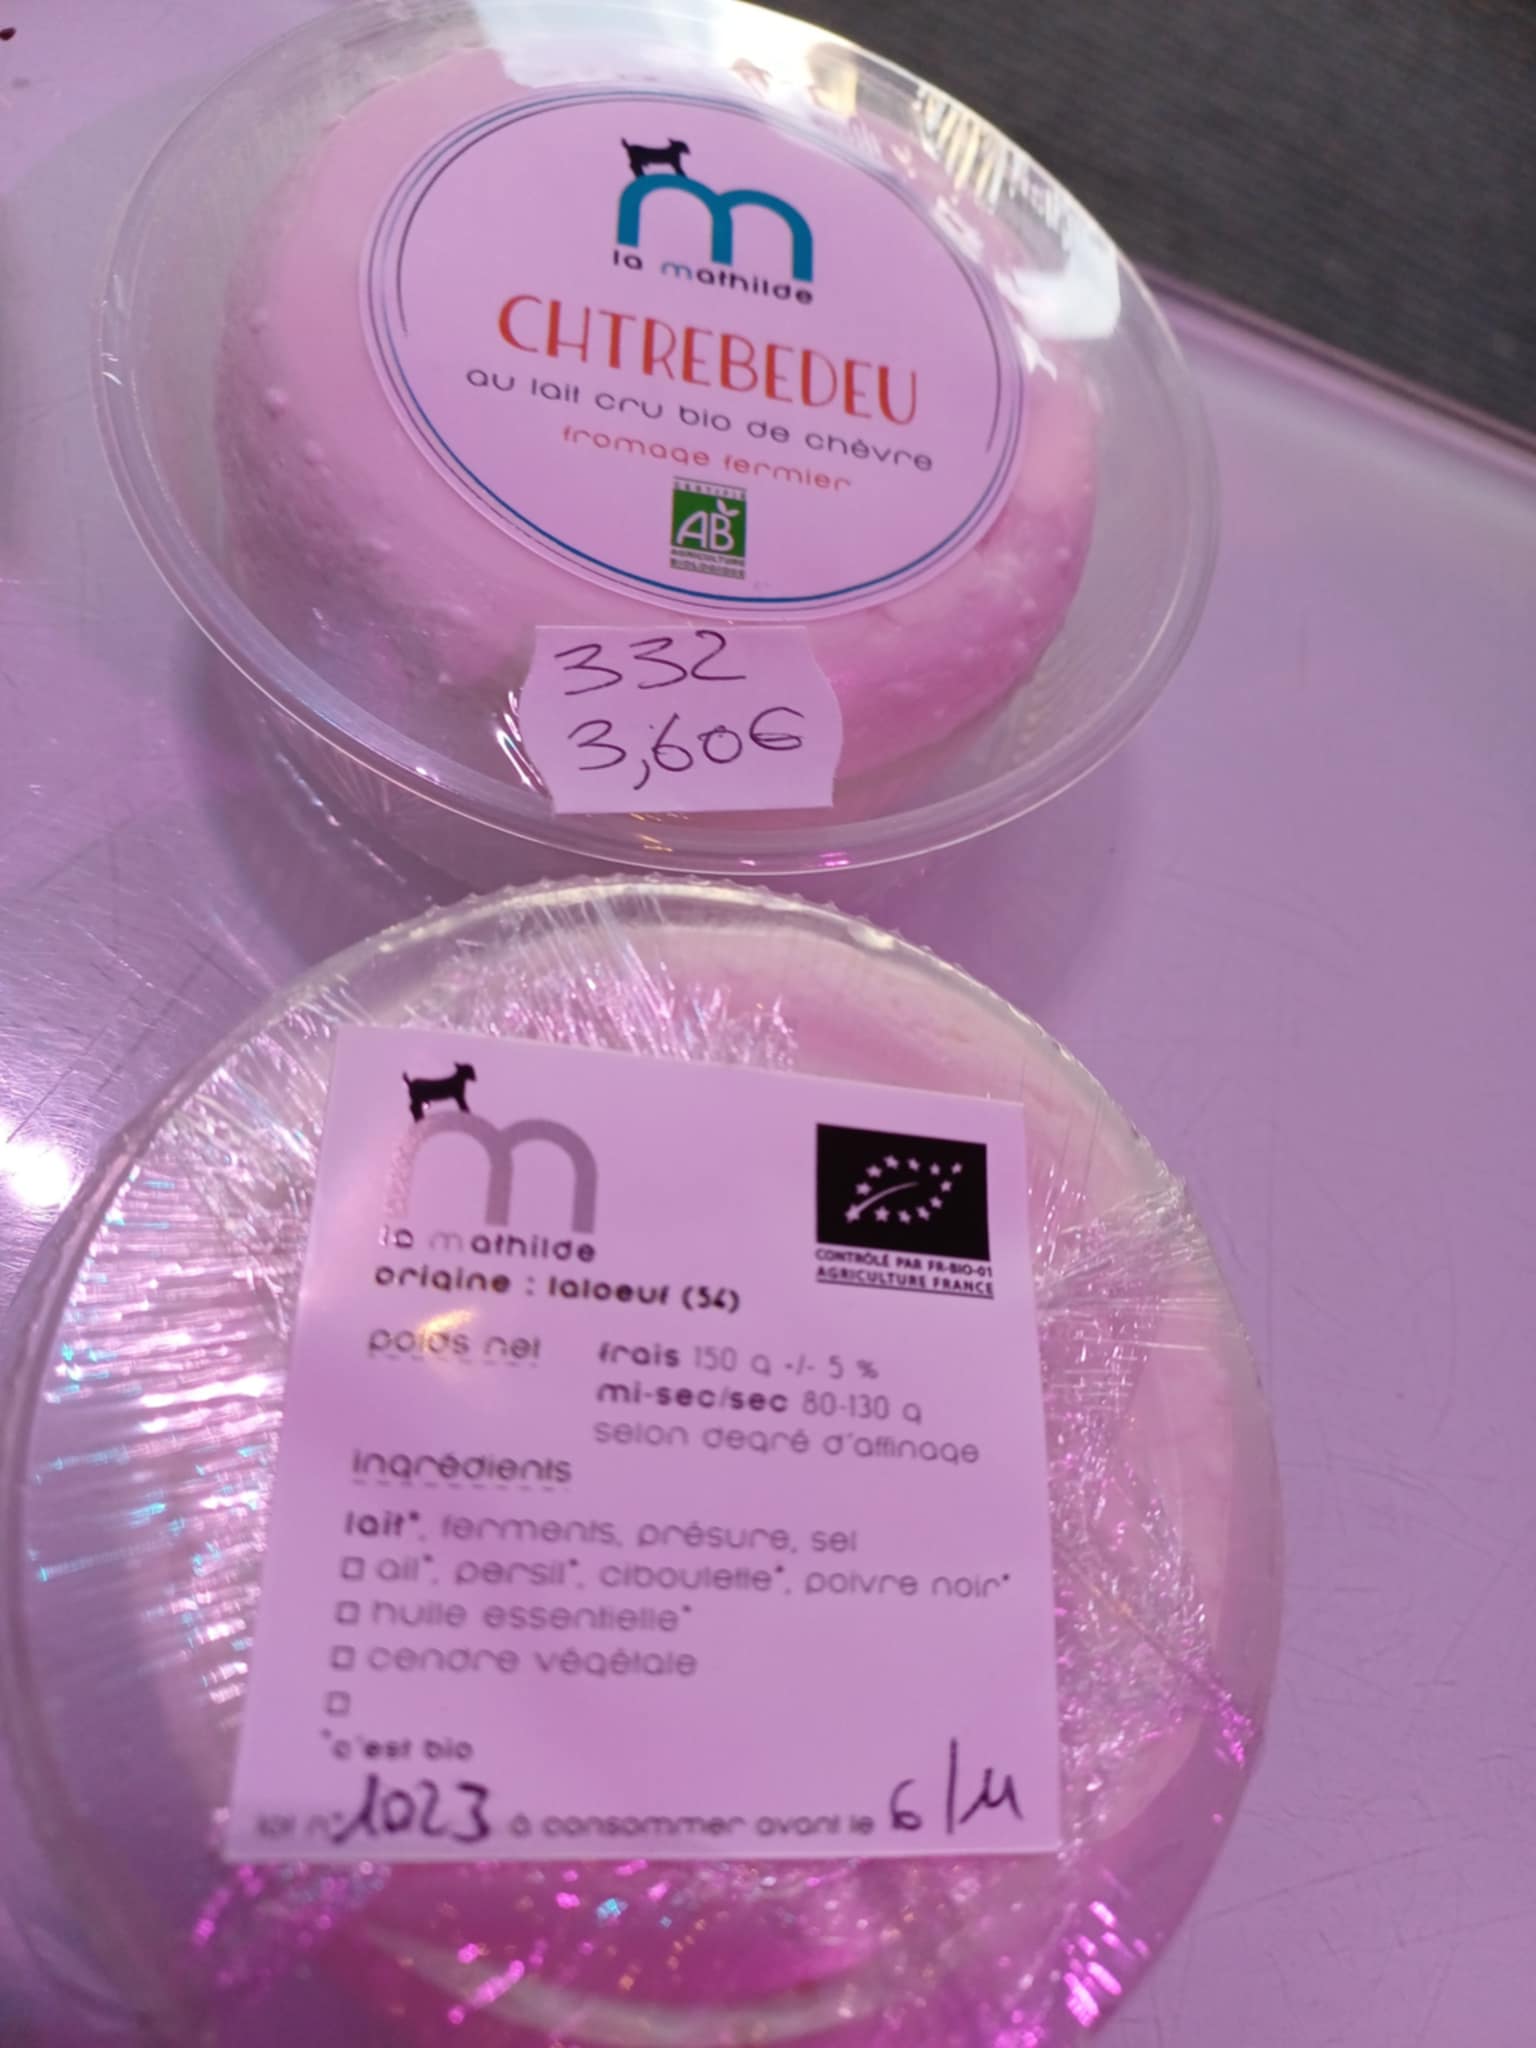 m
la mathilde
CHTREBEDEU
au lait cru bio de chèvre
fromage fermier
CERTIFIÉ
AB
AGRICULTURE
BIOLOGIQUE
332
3,60€
m
la mathilde
origine : laloeuf (54)
CONTRÔLÉ PAR FR-BIO-01
AGRICULTURE FRANCE
poids net
frais 150 g -/- 5 %
mi-sec/sec 80-130 g
selon degré d'affinage
ingrédients
lait*, ferments, présure, sel
□ ail*, persil*, ciboulette*, poivre noir*
□ huile essentielle*
□ cendre végétale
□
*c'est bio
lot n° 1023 à consommer avant le 6/11